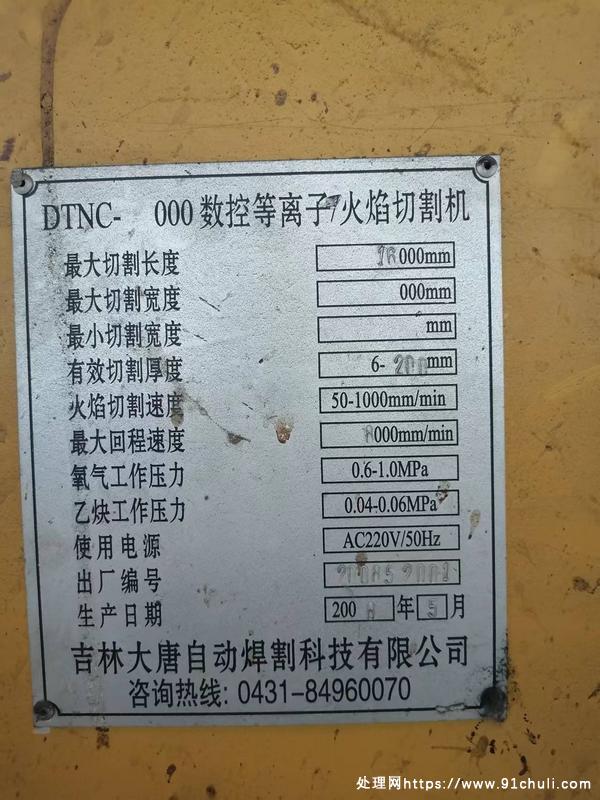 DTNC- 000 数控等离子/火焰切割机
最大切割长度 000mm
最大切割宽度 000mm
最小切割宽度 mm
有效切割厚度 6-200mm
火焰切割速度 50-1000mm/min
最大回程速度 000mm/min
氧气工作压力 0.6-1.0MPa
乙炔工作压力 0.04-0.06MPa
使用电源 AC220V/50Hz
出厂编号
生产日期 2008年5月
吉林大唐自动焊割科技有限公司
咨询热线: 0431-84960070
处理网https://www.91chuli.com